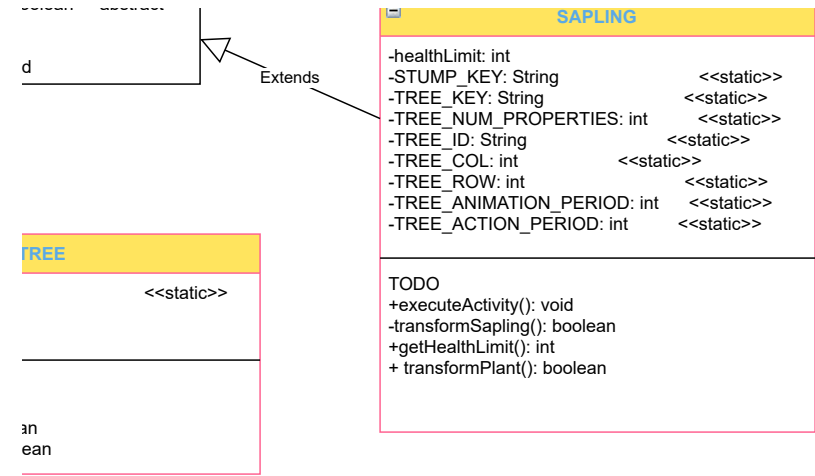 abstract
d
Extends
SAPLING
-healthLimit: int
-STUMP_KEY: String <<static>>
-TREE_KEY: String <<static>>
-TREE_NUM_PROPERTIES: int <<static>>
-TREE_ID: String <<static>>
-TREE_COL: int <<static>>
-TREE_ROW: int <<static>>
-TREE_ANIMATION_PERIOD: int <<static>>
-TREE_ACTION_PERIOD: int <<static>>
TODO
+executeActivity(): void
-transformSapling(): boolean
+getHealthLimit(): int
+ transformPlant(): boolean
TREE
<<static>>
an
ean